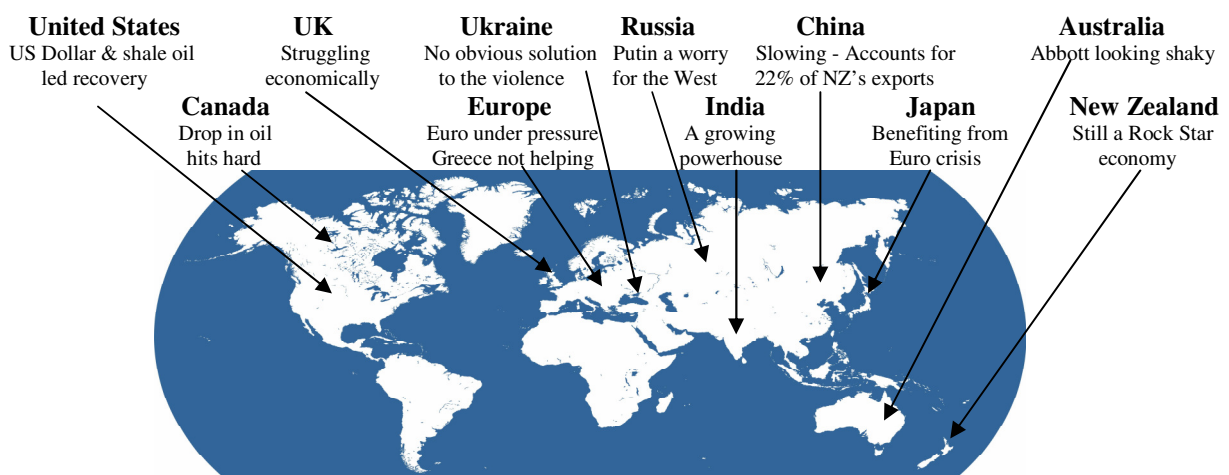 United States
US Dollar & shale oil
led recovery
UK
Struggling
economically
Ukraine
No obvious solution
to the violence
Russia
Putin a worry
for the West
China
Slowing - Accounts for
22% of NZ’s exports
Australia
Abbott looking shaky
Canada
Drop in oil
hits hard
Europe
Euro under pressure
Greece not helping
India
A growing
powerhouse
Japan
Benefiting from
Euro crisis
New Zealand
Still a Rock Star
economy